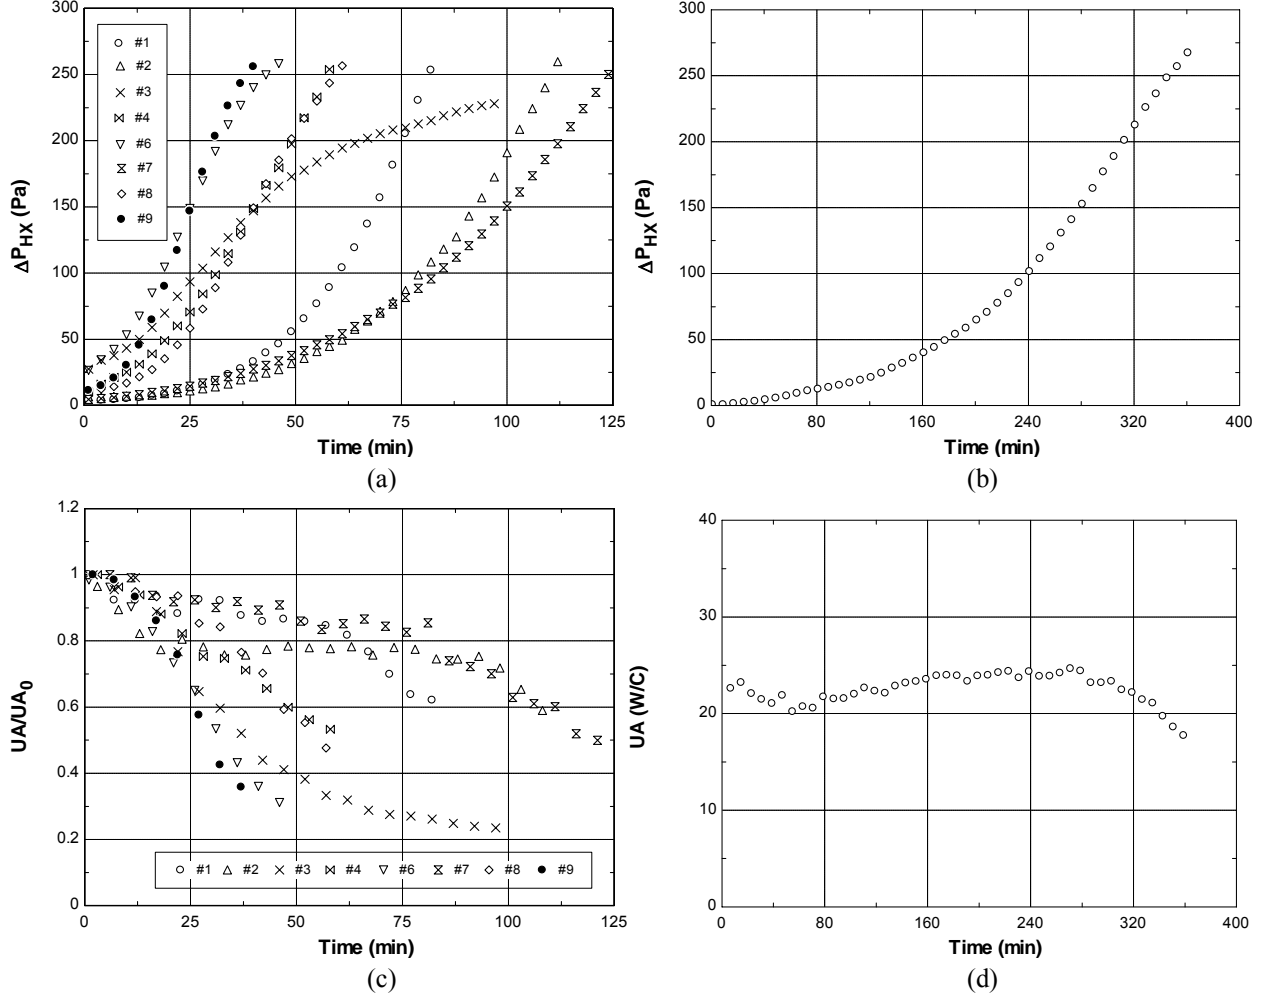 300
250
200
150
100
50
0
ΔP_HX (Pa)
#1
#2
#3
#4
#6
#7
#8
#9
0 25 50 75 100 125
Time (min)
(a)
300
250
200
150
100
50
0
ΔP_HX (Pa)
0 80 160 240 320 400
Time (min)
(b)
1.2
1
0.8
0.6
0.4
0.2
0
UA/UA_0
#1 #2 #3 #4 #6 #7 #8 #9
0 25 50 75 100 125
Time (min)
(c)
40
30
20
10
0
UA (W/C)
0 80 160 240 320 400
Time (min)
(d)